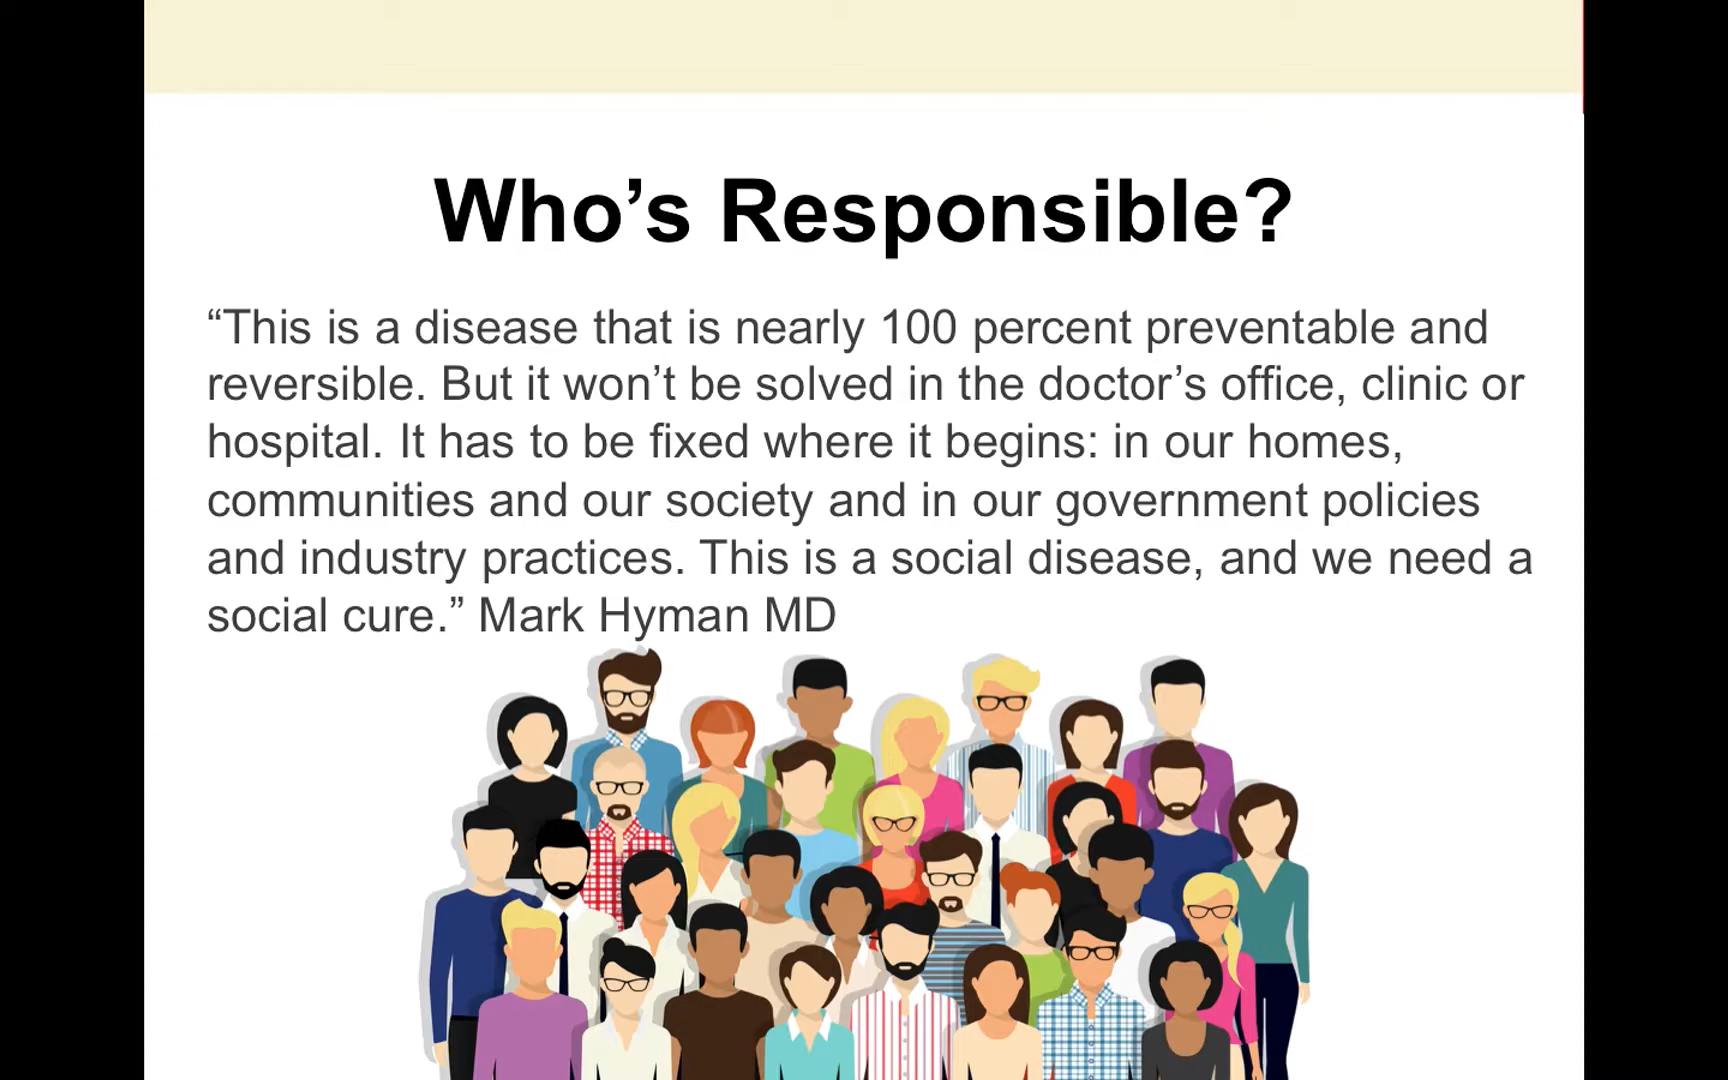 Who’s Responsible?
“This is a disease that is nearly 100 percent preventable and
reversible. But it won’t be solved in the doctor’s office, clinic or
hospital. It has to be fixed where it begins: in our homes,
communities and our society and in our government policies
and industry practices. This is a social disease, and we need a
social cure.” Mark Hyman MD